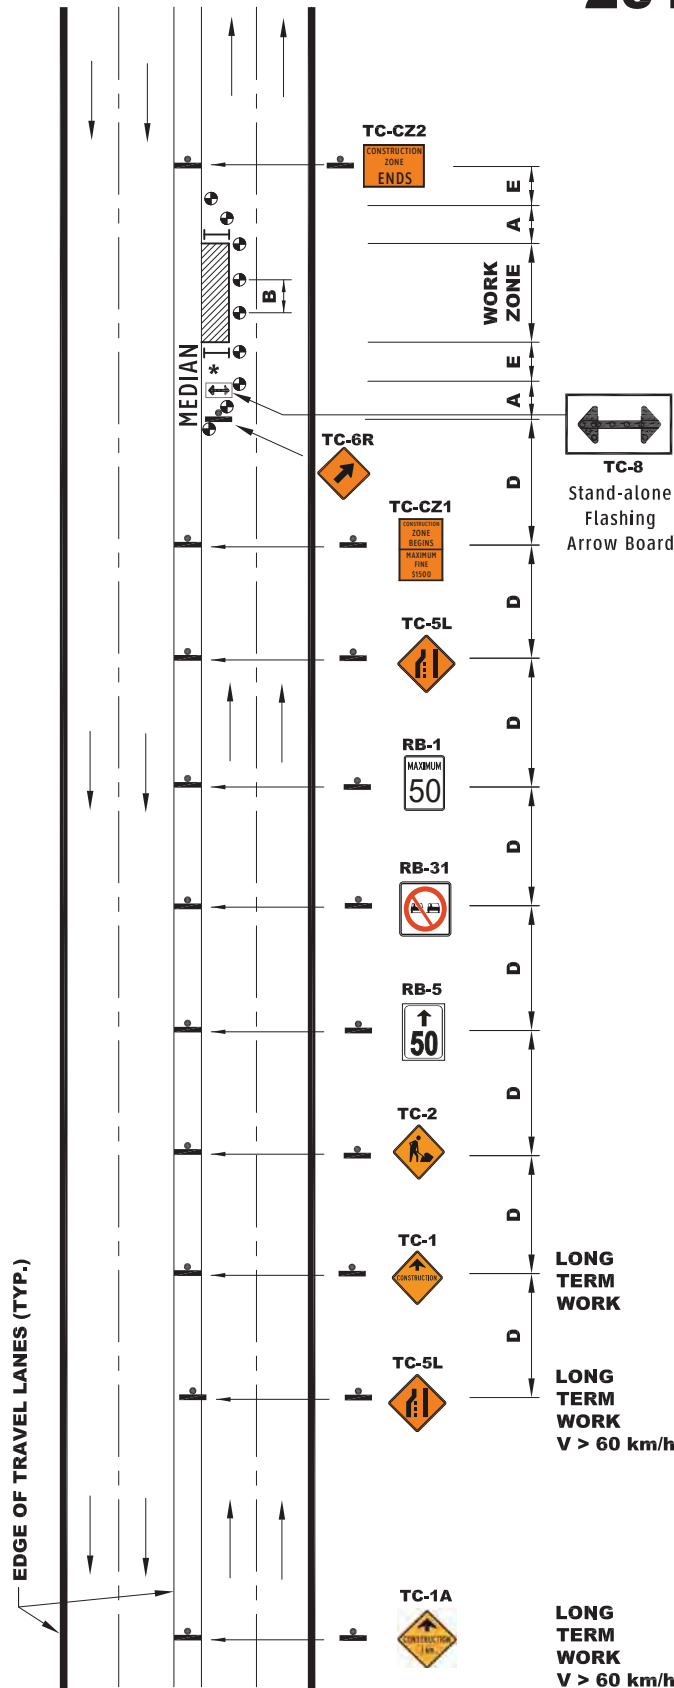 TC-CZ2
CONSTRUCTION
ZONE
ENDS
E
A
WORK
ZONE
B
E
MEDIAN
*
A
TC-6R
TC-8
Stand-alone
Flashing
Arrow Board
D
TC-CZ1
CONSTRUCTION
ZONE
BEGINS
MAXIMUM
FINE
$1500
D
TC-5L
D
RB-1
MAXIMUM
50
D
RB-31
D
RB-5
50
D
TC-2
D
TC-1
CONSTRUCTION
LONG
TERM
WORK
D
TC-5L
LONG
TERM
WORK
V > 60 km/h
EDGE OF TRAVEL LANES (TYP.)
TC-1A
CONSTRUCTION
1 km
LONG
TERM
WORK
V > 60 km/h